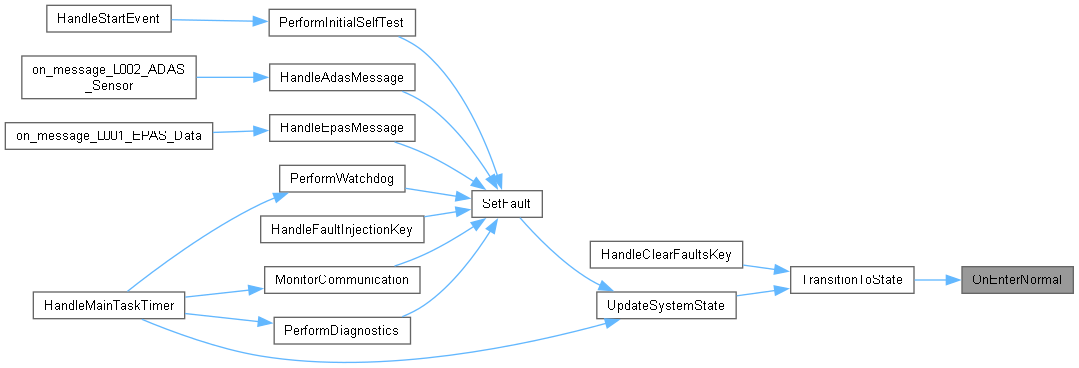 HandleStartEvent
PerformInitialSelfTest
on_message_L002_ADAS
_Sensor
HandleAdasMessage
on_message_L001_EPAS_Data
HandleEpasMessage
PerformWatchdog
SetFault
HandleFaultInjectionKey
HandleClearFaultsKey
MonitorCommunication
TransitionToState
OnEnterNormal
HandleMainTaskTimer
UpdateSystemState
PerformDiagnostics